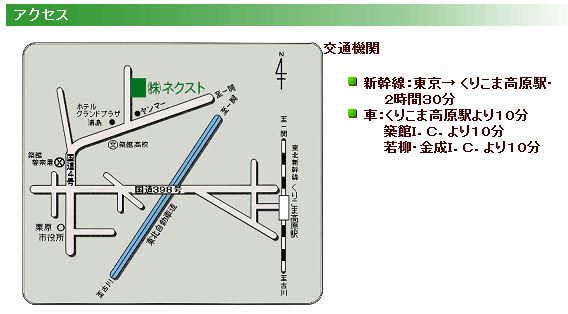 アクセス
交通機関
新幹線:東京→ くりこま高原駅・
2時間30分
車:くりこま高原駅より10分
築館I.C.より10分
若柳・金成I.C.より10分
N
㈱ネクスト
至一関
至一関
ホテル
グランドプラザ
浦島
ヤンマー
文 築館高校
築館
警察署
国道4号
国道398号
至一関
東北新幹線
くりこま高原駅
栗原
市役所
東北自動車道
至古川
至古川